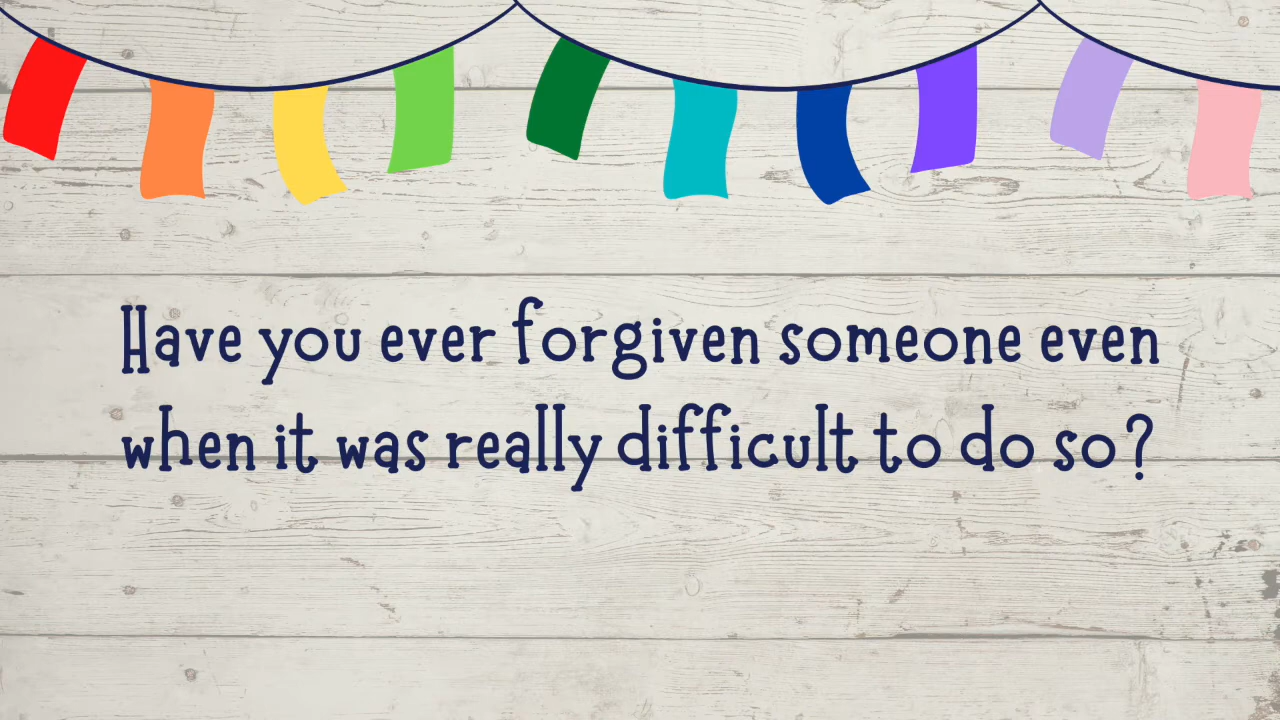 Have you ever forgiven someone even
when it was really difficult to do so?